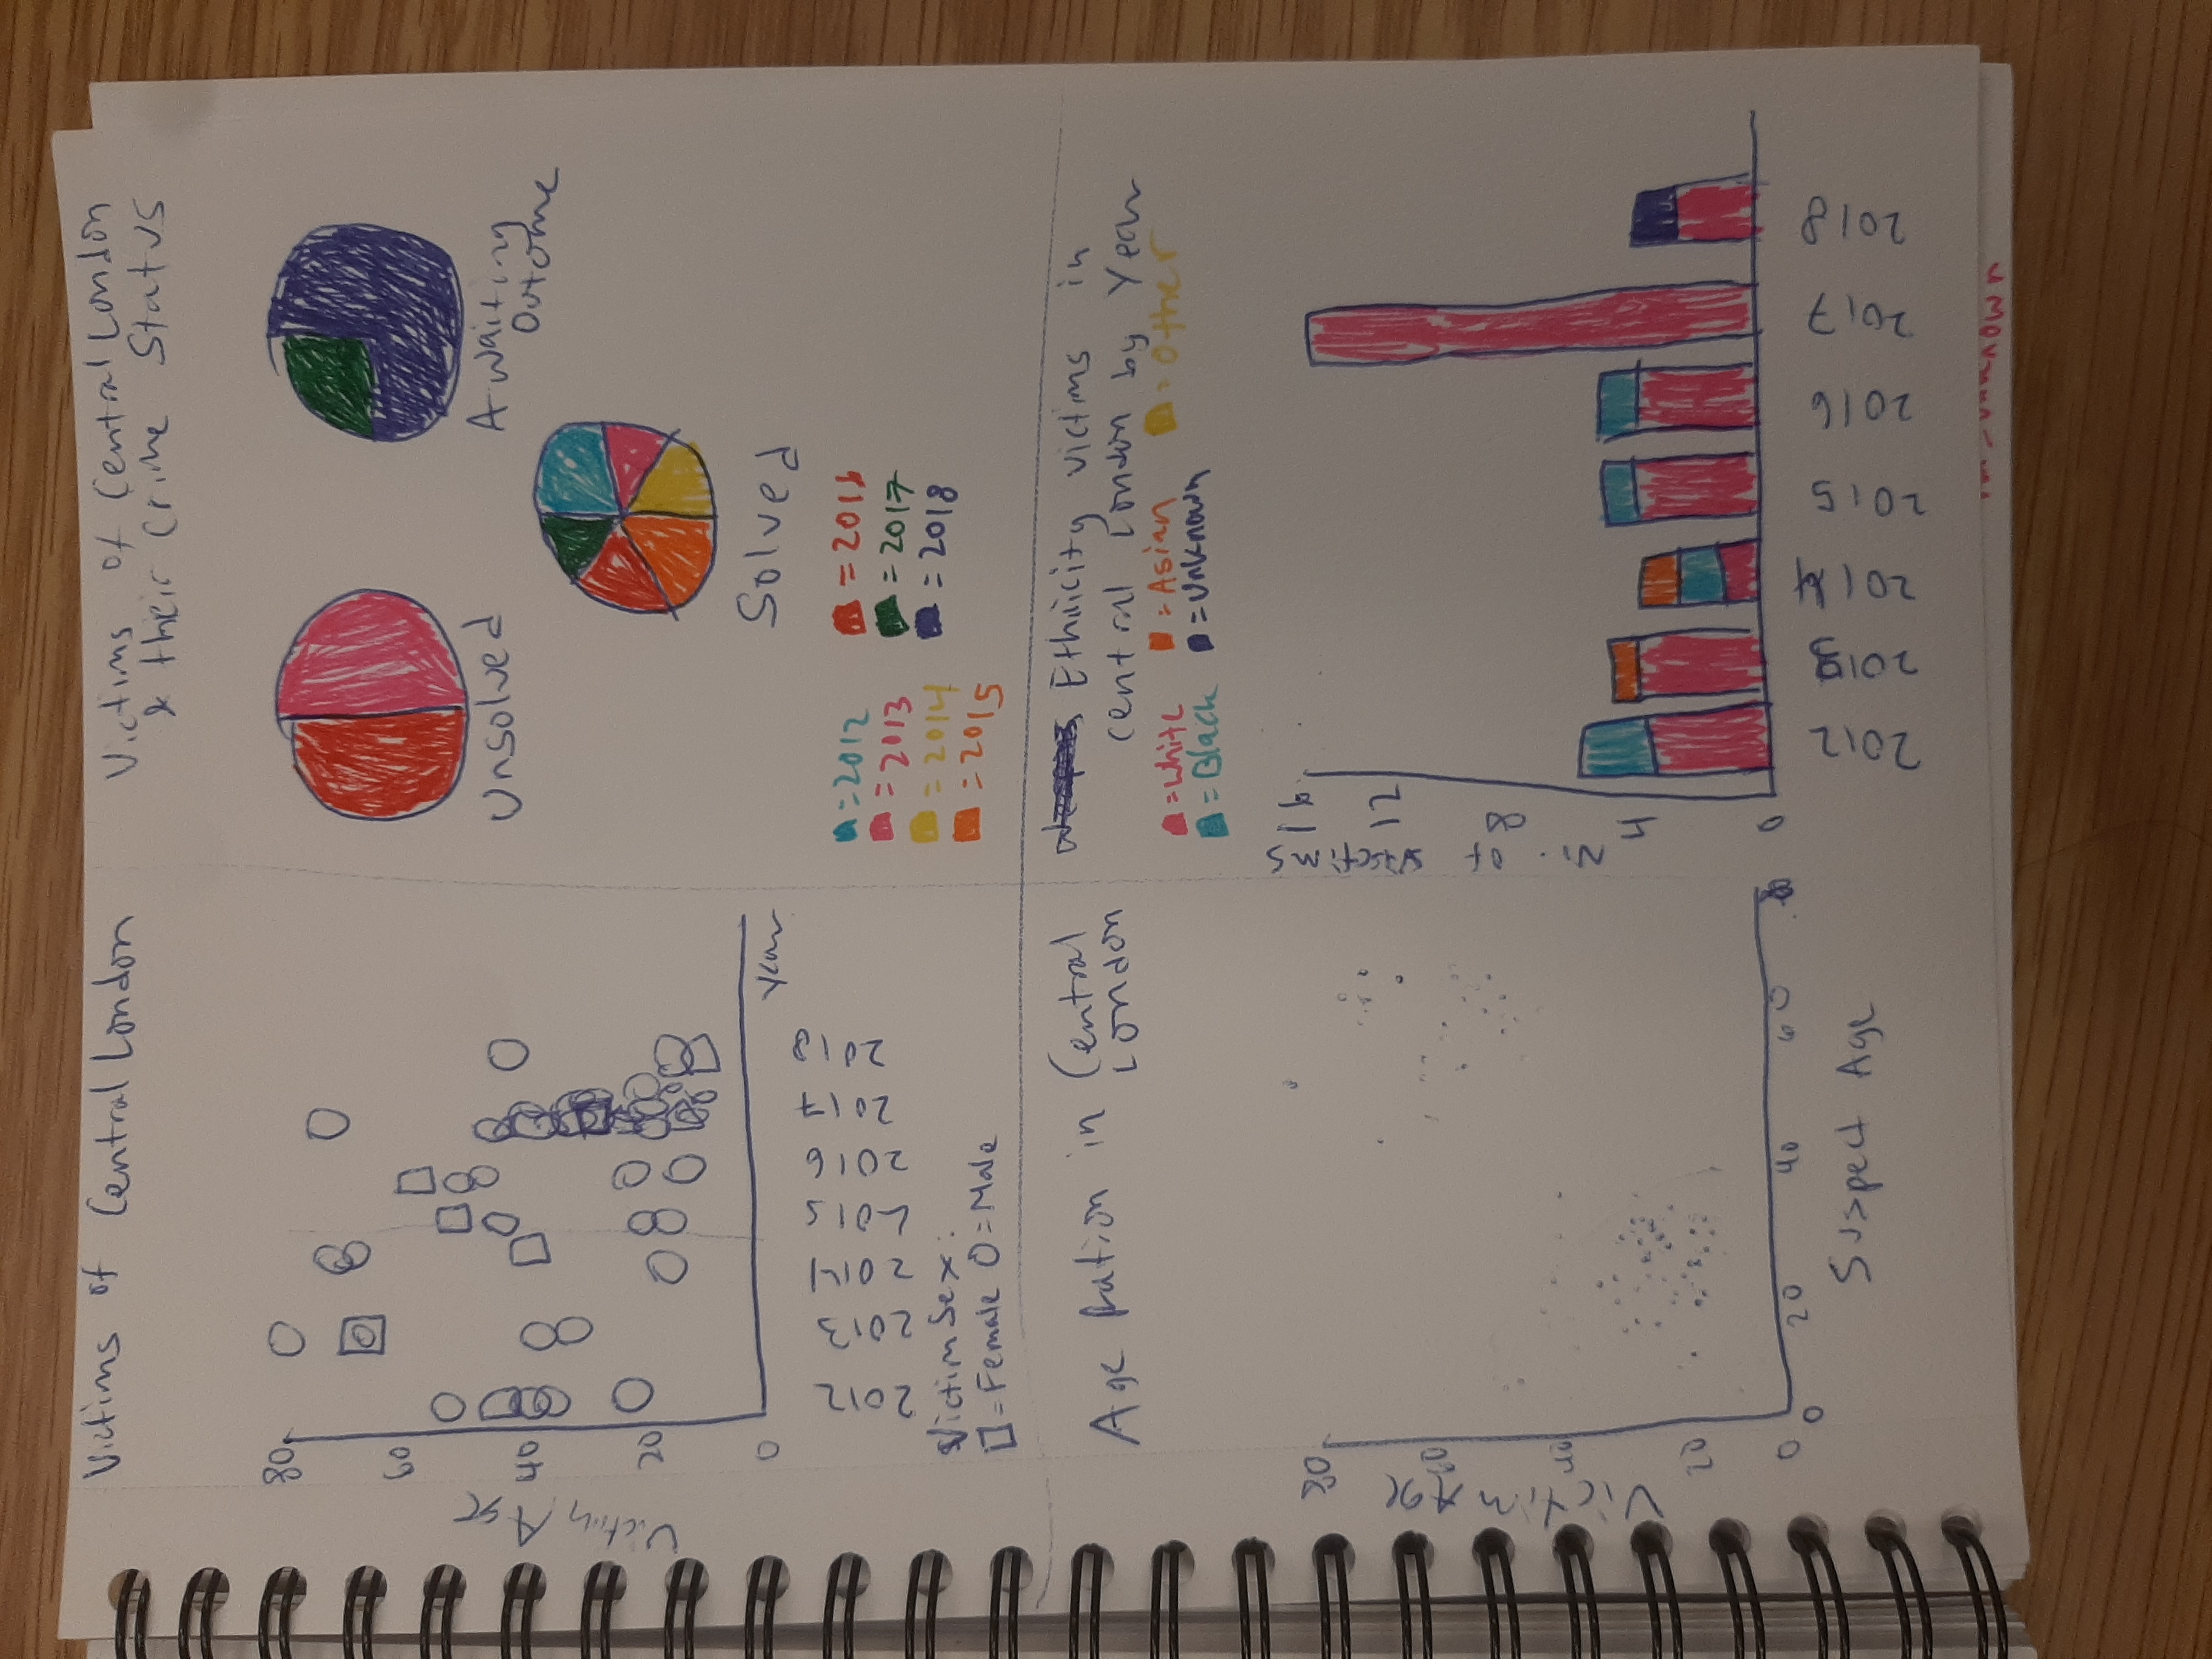 Victims of Central London
80
60
40
20
0
Victim Age
Year
2012
2013
2014
2015
2016
2017
2018
Victim Sex:
= Female O = Male
Victims of Central London
& their Crime Status
Unsolved
Awaiting
Outcome
Solved
= 2012
= 2013
= 2014
= 2015
= 2016
= 2017
= 2018
Age Ration in Central
London
80
60
40
20
0
Victim Age
0
20
40
60
Suspect Age
Ethnicity victims in
central London by Year
= White
= Asian
= Other
= Black
= Unknown
16
12
8
4
0
No. of
2012
2013
2014
2015
2016
2017
2018
= unknown